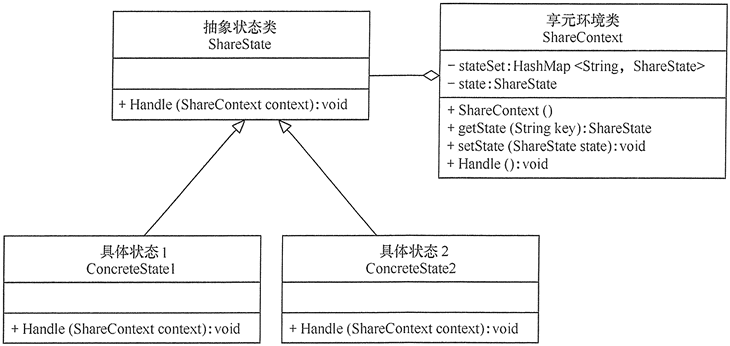 抽象状态类
ShareState
+ Handle (ShareContext context): void
享元环境类
ShareContext
− stateSet:HashMap <String, ShareState>
− state:ShareState
+ ShareContext ()
+ getState (String key):ShareState
+ setState (ShareState state):void
+ Handle ():void
具体状态1
ConcreteState1
+ Handle (ShareContext context):void
具体状态2
ConcreteState2
+ Handle (ShareContext context):void